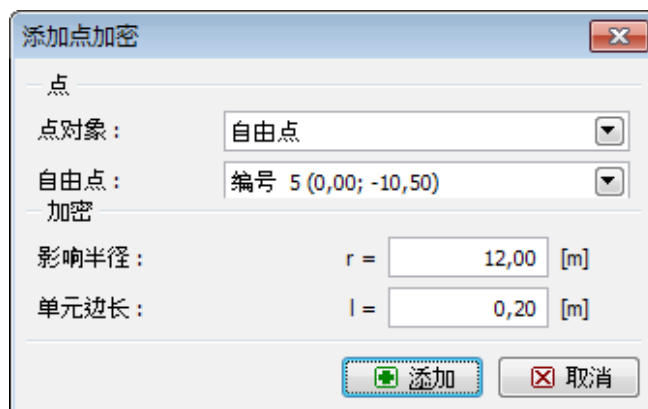 添加点加密
点
点对象： 自由点
自由点： 编号 5 (0,00; -10,50)
加密
影响半径： r = 12,00 [m]
单元边长： l = 0,20 [m]
添加 取消